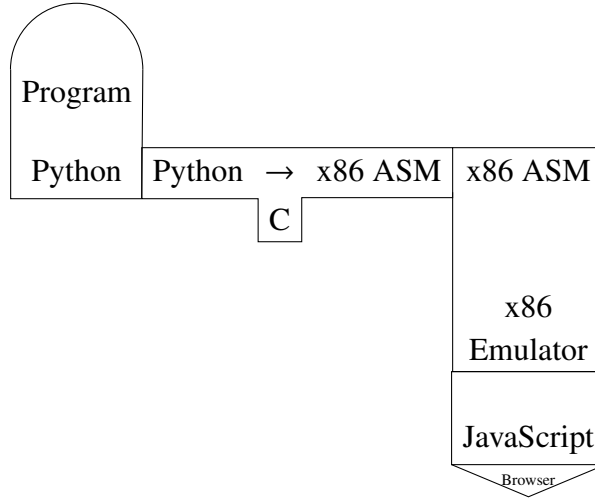 Program
Python
Python → x86 ASM
x86 ASM
C
x86
Emulator
JavaScript
Browser